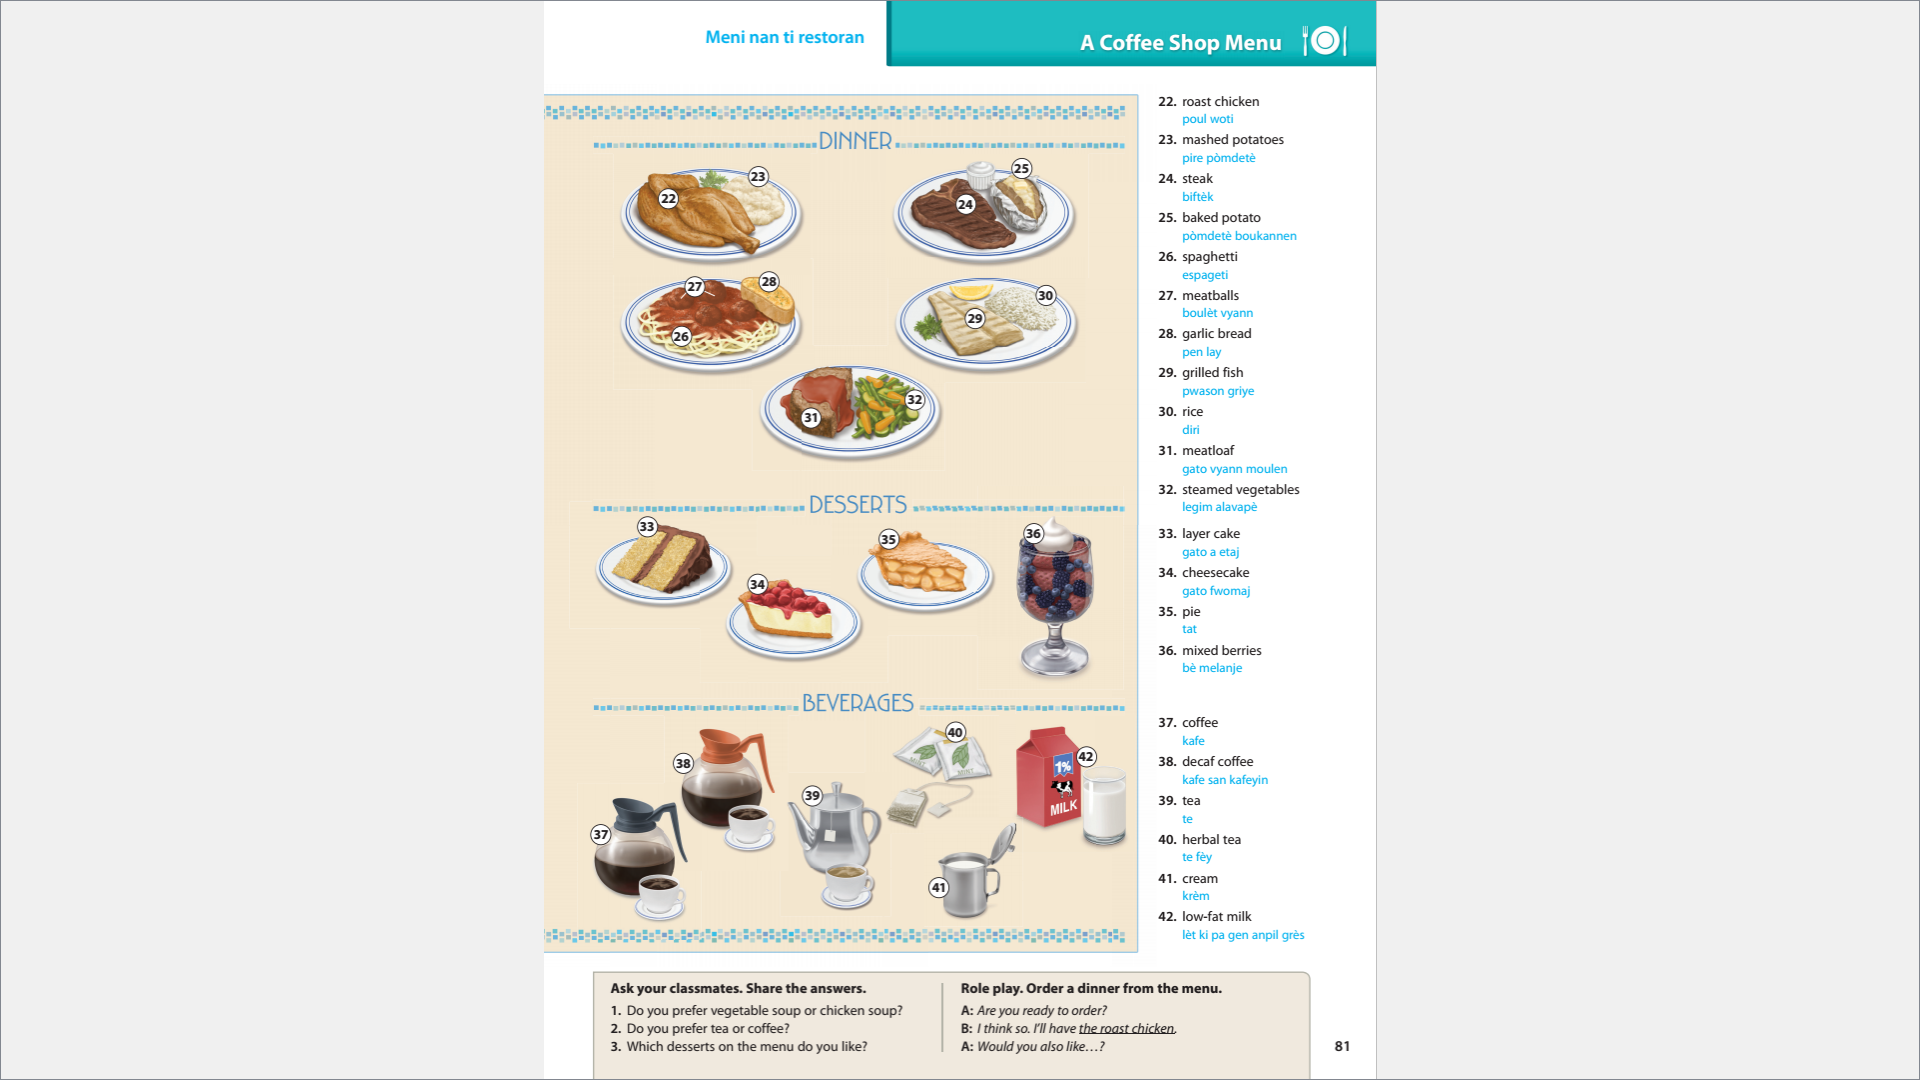 Meni nan ti restoran
A Coffee Shop Menu
DINNER
22
23
24
25
26
27
28
29
30
31
32
DESSERTS
33
34
35
36
BEVERAGES
37
38
39
40
MINT
41
42
1%
MILK
22. roast chicken
poul woti
23. mashed potatoes
pire pòmdetè
24. steak
biftèk
25. baked potato
pòmdetè boukannen
26. spaghetti
espageti
27. meatballs
boulèt vyann
28. garlic bread
pen lay
29. grilled fish
pwason griye
30. rice
diri
31. meatloaf
gato vyann moulen
32. steamed vegetables
legim alavapè
33. layer cake
gato a etaj
34. cheesecake
gato fwomaj
35. pie
tat
36. mixed berries
bè melanje
37. coffee
kafe
38. decaf coffee
kafe san kafeyin
39. tea
te
40. herbal tea
te fèy
41. cream
krèm
42. low-fat milk
lèt ki pa gen anpil grès
Ask your classmates. Share the answers.
1. Do you prefer vegetable soup or chicken soup?
2. Do you prefer tea or coffee?
3. Which desserts on the menu do you like?
Role play. Order a dinner from the menu.
A: Are you ready to order?
B: I think so. I'll have the roast chicken.
A: Would you also like…?
81